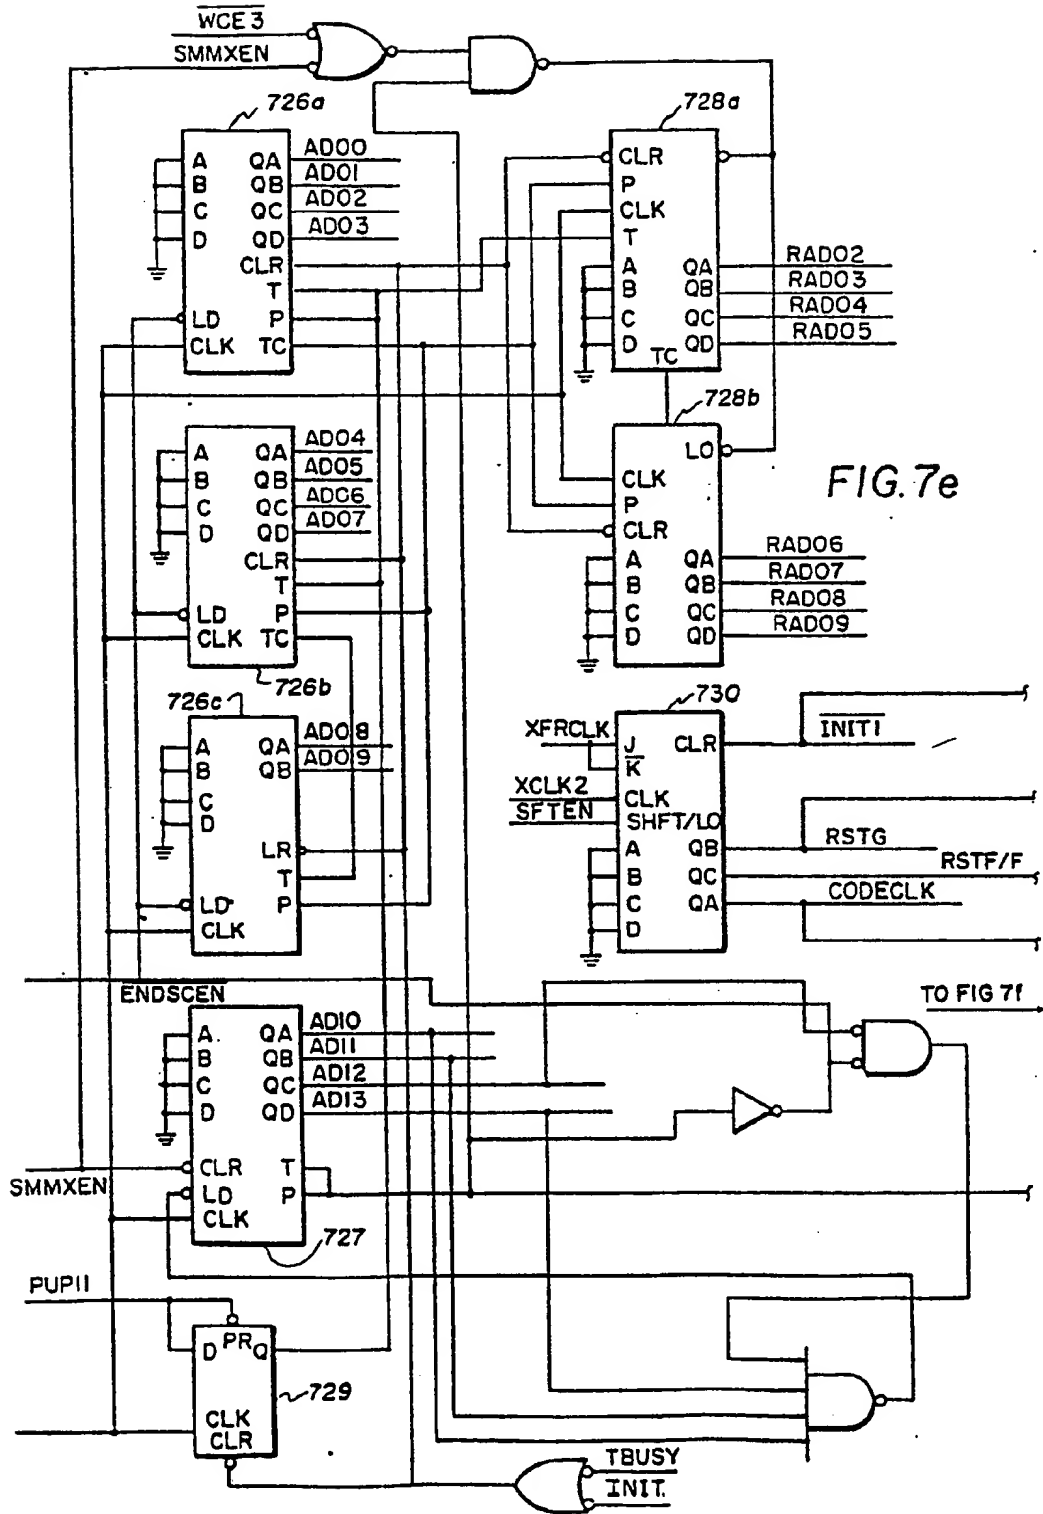 WCE3
SMMXEN
726a
A QA AD00
B QB AD01
C QC AD02
D QD AD03
CLR
T
LD P
CLK TC
728a
CLR
P
CLK
T
A QA RAD02
B QB RAD03
C QC RAD04
D QD RAD05
TC
728b
LO
CLK
P
CLR
A QA RAD06
B QB RAD07
C QC RAD08
D QD RAD09
FIG. 7e
A QA AD04
B QB AD05
C QC AD06
D QD AD07
CLR
T
LD P
CLK TC
726b
726c
A QA AD08
B QB AD09
C
D
LR
T
LD P
CLK
730
XFRCLK J CLR INIT1
K
XCLK2 CLK
SFTEN SHFT/LO
A QB RSTG
B QC RSTF/F
C QA CODECLK
D
ENDSCEN
TO FIG 7f
A QA AD10
B QB AD11
C QC AD12
D QD AD13
SMMXEN CLR T
LD P
CLK
727
PUP11
D PR Q
729
CLK
CLR
TBUSY
INIT.